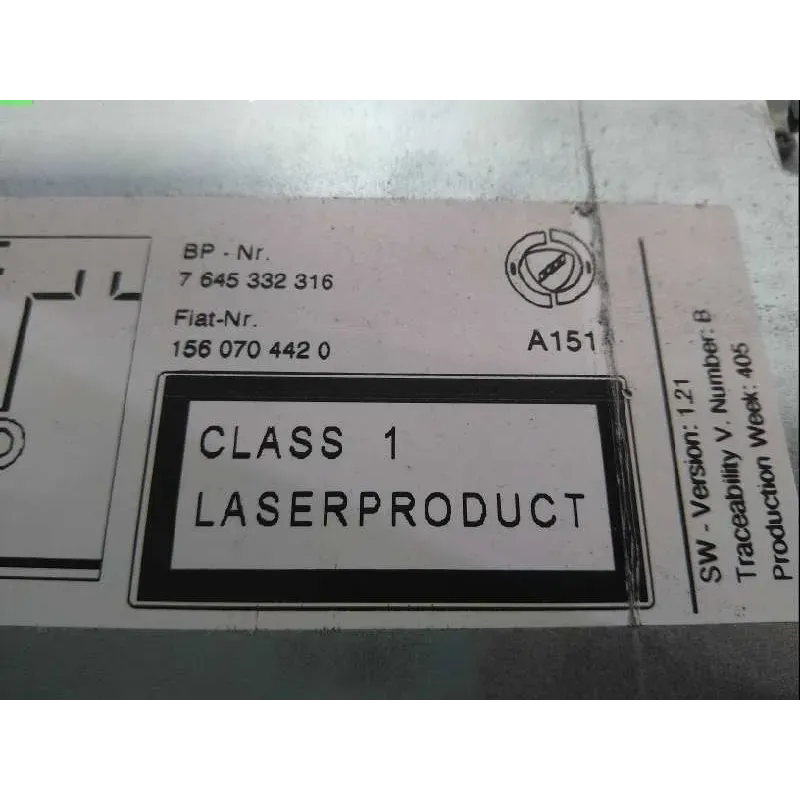 BP - Nr.
7 645 332 316
Fiat-Nr.
156 070 442 0
A151
CLASS 1
LASERPRODUCT
SW - Version: 1.21
Traceability V. Number: B
Production Week: 405